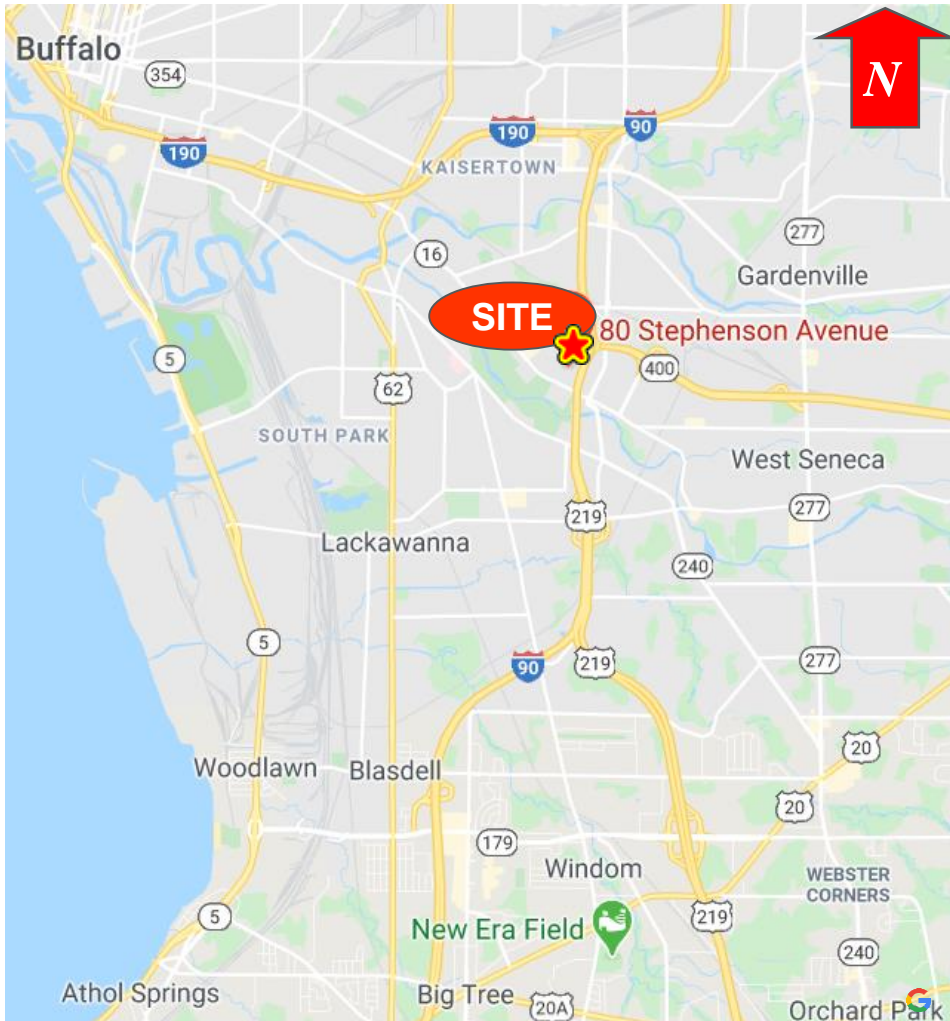 Buffalo
N
354
190
90
190
KAISERTOWN
277
16
Gardenville
SITE
80 Stephenson Avenue
5
400
62
SOUTH PARK
West Seneca
277
219
Lackawanna
240
5
219
277
90
20
Woodlawn
Blasdell
20
179
Windom
WEBSTER
CORNERS
5
New Era Field
219
240
Athol Springs
Big Tree
20A
Orchard Park
G